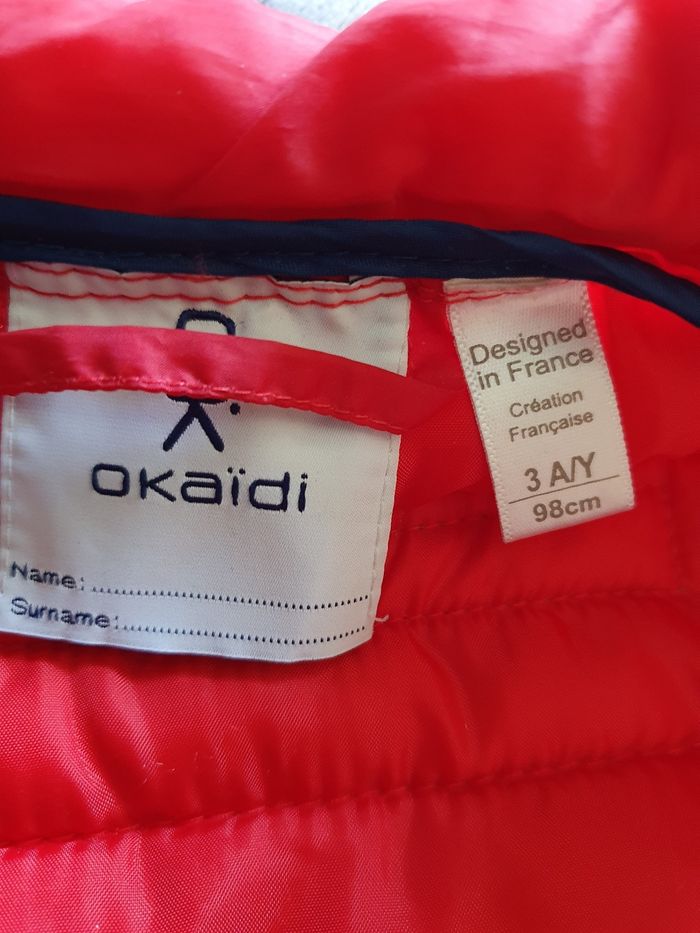 okaïdi
Name:
Surname:
Designed
in France
Création
Française
3 A/Y
98cm